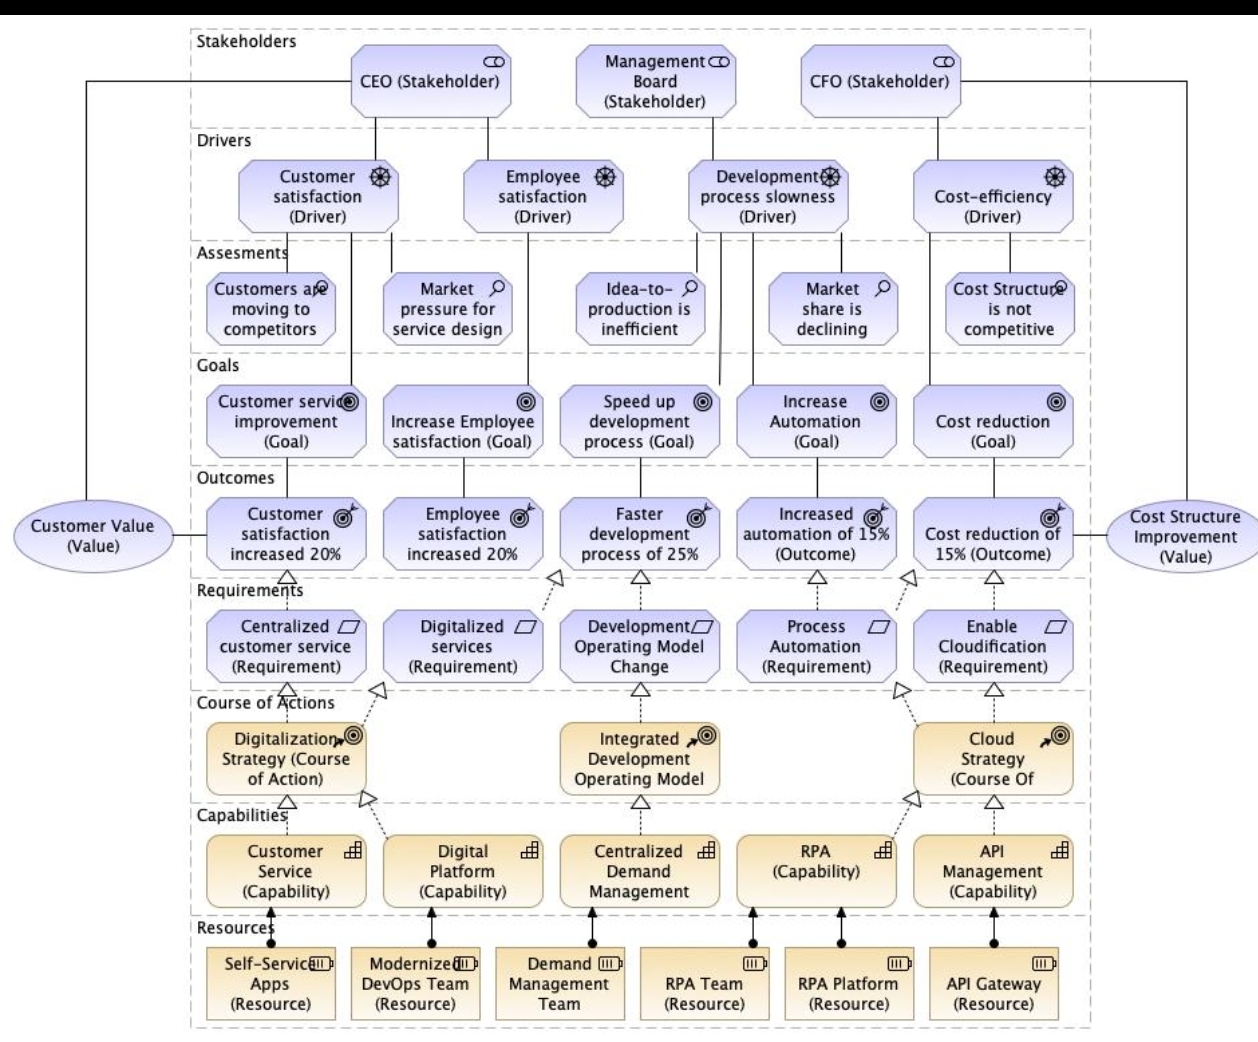 Stakeholders
CEO (Stakeholder)
Management
Board
(Stakeholder)
CFO (Stakeholder)
Drivers
Customer
satisfaction
(Driver)
Employee
satisfaction
(Driver)
Development
process slowness
(Driver)
Cost-efficiency
(Driver)
Assesments
Customers are
moving to
competitors
Market
pressure for
service design
Idea-to-
production is
inefficient
Market
share is
declining
Cost Structure
is not
competitive
Goals
Customer service
improvement
(Goal)
Increase Employee
satisfaction (Goal)
Speed up
development
process (Goal)
Increase
Automation
(Goal)
Cost reduction
(Goal)
Outcomes
Customer Value
(Value)
Customer
satisfaction
increased 20%
Employee
satisfaction
increased 20%
Faster
development
process of 25%
Increased
automation of 15%
(Outcome)
Cost reduction of
15% (Outcome)
Cost Structure
Improvement
(Value)
Requirements
Centralized
customer service
(Requirement)
Digitalized
services
(Requirement)
Development
Operating Model
Change
Process
Automation
(Requirement)
Enable
Cloudification
(Requirement)
Course of Actions
Digitalization
Strategy (Course
of Action)
Integrated
Development
Operating Model
Cloud
Strategy
(Course Of
Capabilities
Customer
Service
(Capability)
Digital
Platform
(Capability)
Centralized
Demand
Management
RPA
(Capability)
API
Management
(Capability)
Resources
Self-Service
Apps
(Resource)
Modernized
DevOps Team
(Resource)
Demand
Management
Team
RPA Team
(Resource)
RPA Platform
(Resource)
API Gateway
(Resource)